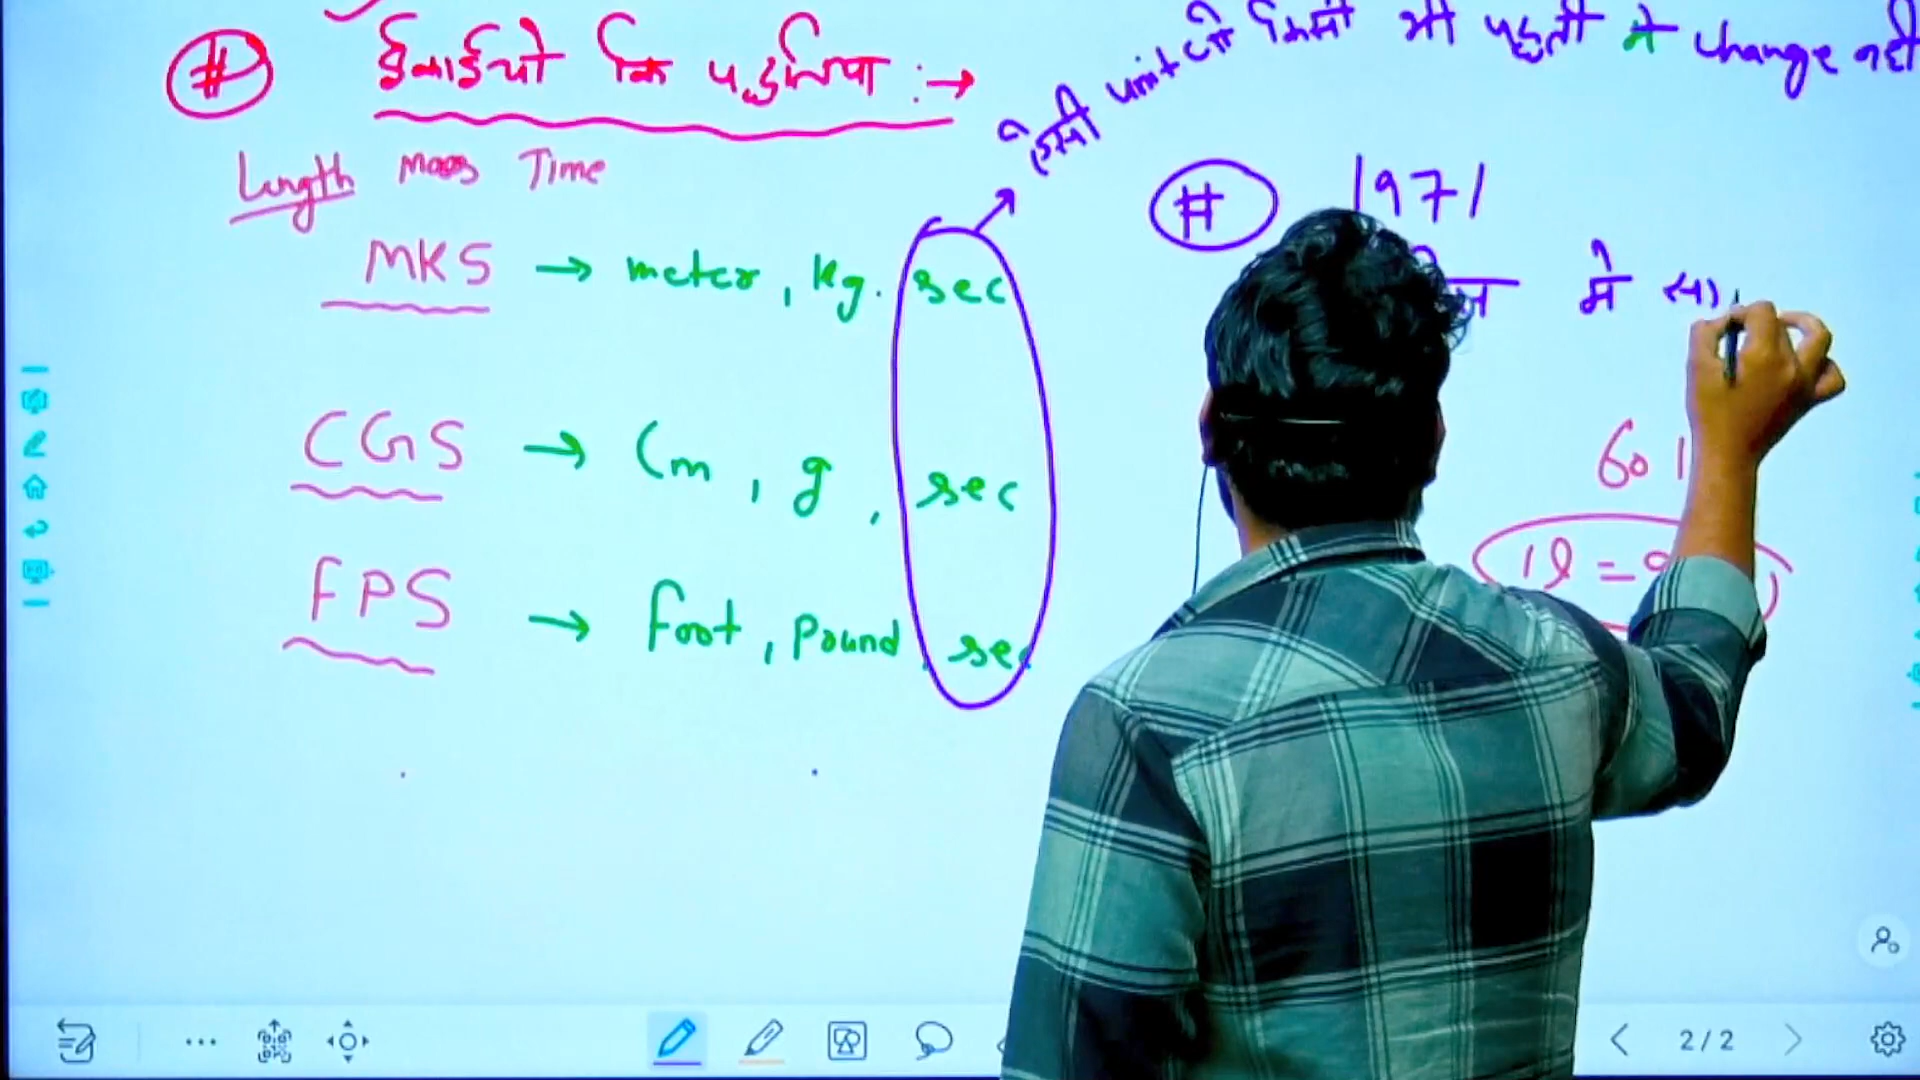 # इकाईयो कि पद्धतिया :→
Length Mass Time
MKS → meter, kg. sec
CGS → Cm, g, sec
FPS → foot, Pound, sec
ऐसी unit जो किसी भी पद्धती मे change नही
# 1971
मे
60
2/2